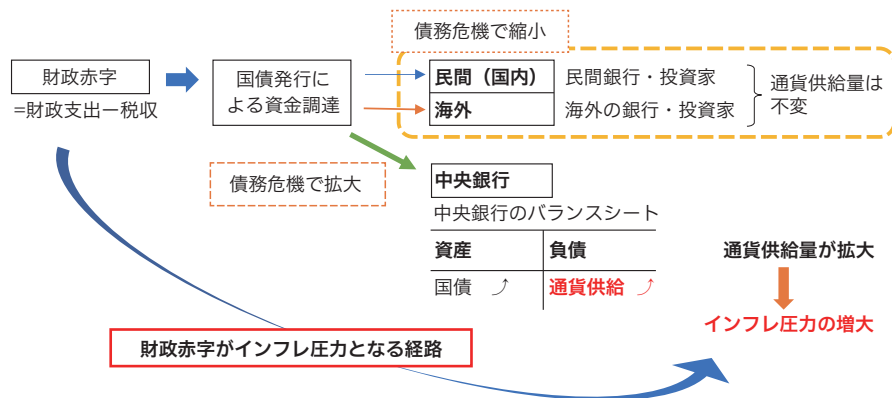 債務危機で縮小
財政赤字
=財政支出ー税収
国債発行に
よる資金調達
民間（国内）
民間銀行・投資家
海外
海外の銀行・投資家
通貨供給量は
不変
債務危機で拡大
中央銀行
中央銀行のバランスシート
資産
負債
国債
通貨供給
通貨供給量が拡大
インフレ圧力の増大
財政赤字がインフレ圧力となる経路